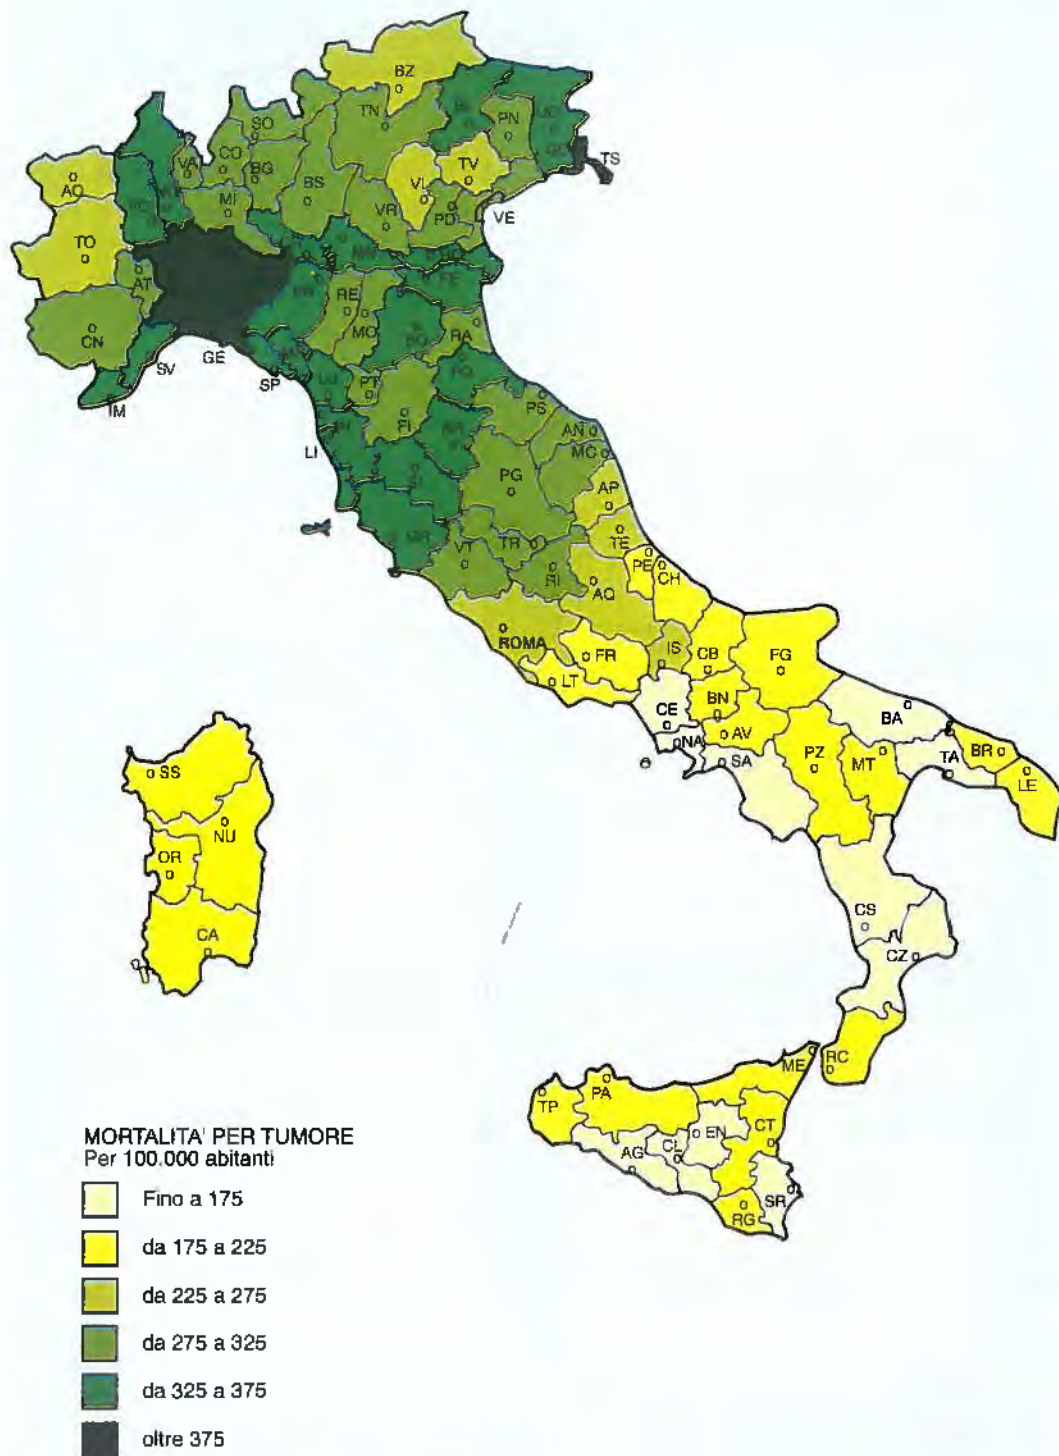 BZ
TN
SO
PN
TS
AO
VA
CO
BG
BS
VI
TV
MI
VR
PD
VE
TO
AT
RE
MO
RA
CN
SV
GE
SP
PT
IM
FI
PS
LI
AN
MC
PG
AP
VT
TR
TE
RI
PE
CH
AQ
ROMA
FR
IS
CB
FG
LT
CE
BN
BA
NA
AV
SA
PZ
MT
TA
BR
LE
SS
NU
OR
CA
CS
CZ
ME
RC
TP
PA
CT
AG
CL
EN
RG
SR
MORTALITA' PER TUMORE
Per 100.000 abitanti
Fino a 175
da 175 a 225
da 225 a 275
da 275 a 325
da 325 a 375
oltre 375